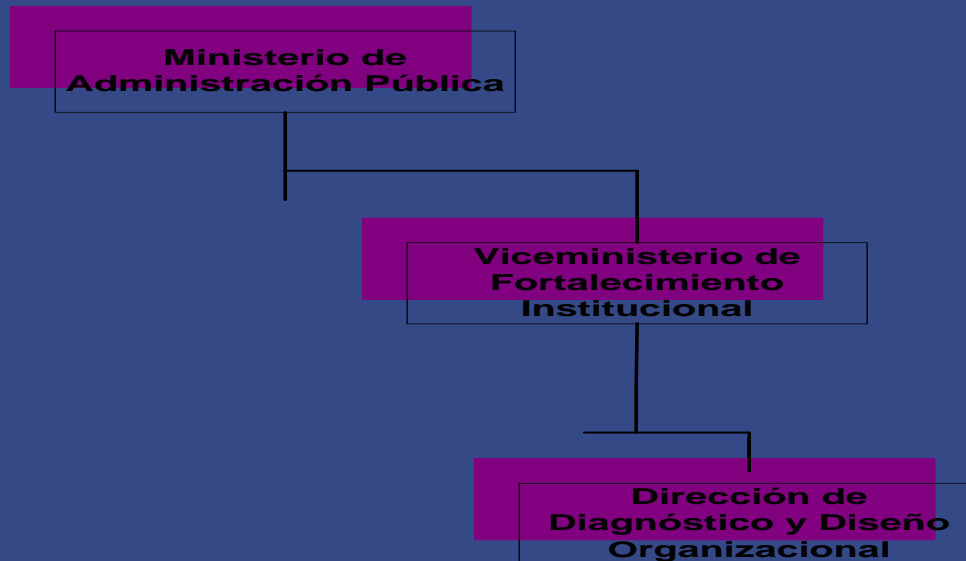 Ministerio de
Administración Pública
Viceministerio de
Fortalecimiento
Institucional
Dirección de
Diagnóstico y Diseño
Organizacional